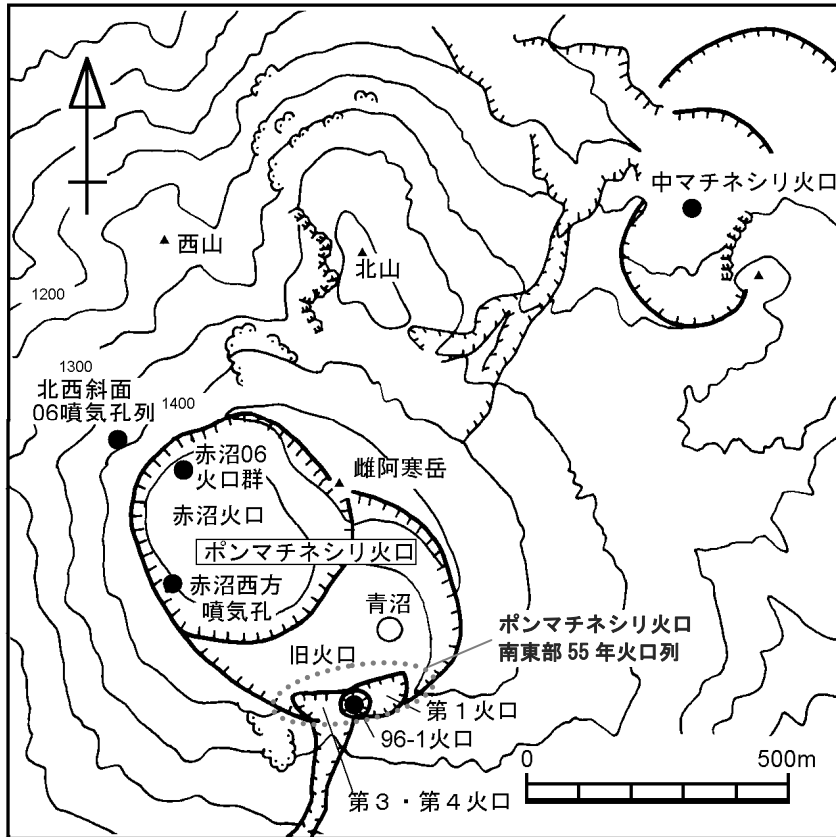 中マチネシリ火口
西山
北山
1200
1300
北西斜面
06噴気孔列
1400
赤沼06
火口群
雌阿寒岳
赤沼火口
ポンマチネシリ火口
赤沼西方
噴気孔
青沼
ポンマチネシリ火口
南東部 55 年火口列
旧火口
第1火口
96-1火口
第3・第4火口
0
500m